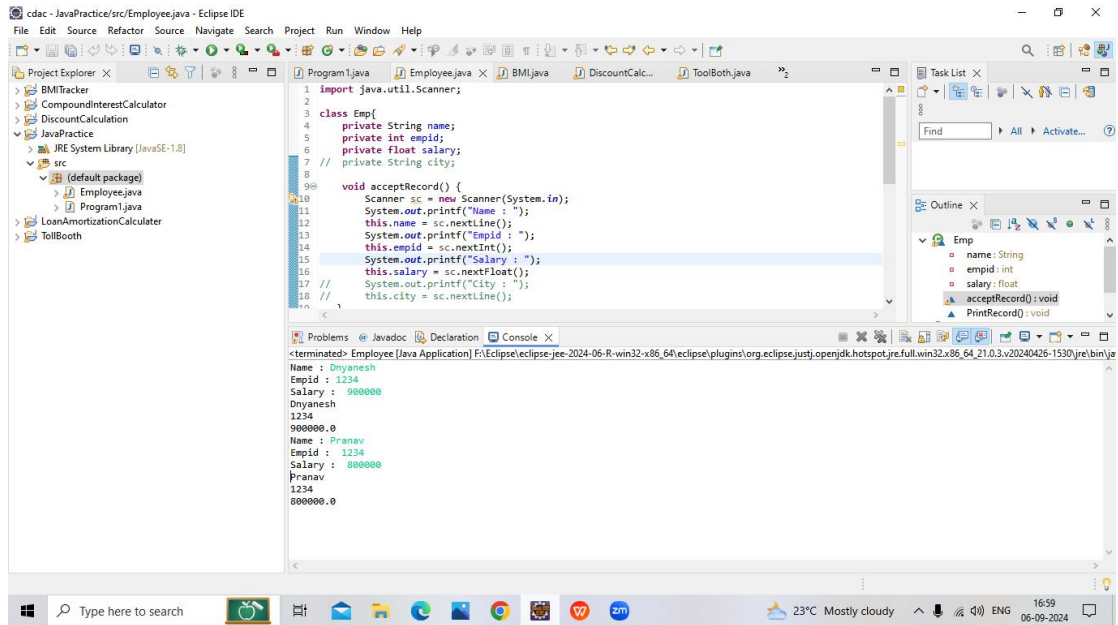 cdac - JavaPractice/src/Employee.java - Eclipse IDE
File Edit Source Refactor Source Navigate Search Project Run Window Help
Project Explorer
BMITracker
CompoundInterestCalculator
DiscountCalculation
JavaPractice
JRE System Library [JavaSE-1.8]
src
(default package)
Employee.java
Program1.java
LoanAmortizationCalculater
TollBooth
Program1.java Employee.java BMI.java DiscountCalc... ToolBoth.java »2
1 import java.util.Scanner;
2
3 class Emp{
4 private String name;
5 private int empid;
6 private float salary;
7 // private String city;
8
9 void acceptRecord() {
10 Scanner sc = new Scanner(System.in);
11 System.out.printf("Name : ");
12 this.name = sc.nextLine();
13 System.out.printf("Empid : ");
14 this.empid = sc.nextInt();
15 System.out.printf("Salary : ");
16 this.salary = sc.nextFloat();
17 // System.out.printf("City : ");
18 // this.city = sc.nextLine();
19 }
Task List
Find All Activate...
Outline
Emp
name : String
empid : int
salary : float
acceptRecord() : void
PrintRecord() : void
Problems @ Javadoc Declaration Console
<terminated> Employee [Java Application] F:\Eclipse\eclipse-jee-2024-06-R-win32-x86_64\eclipse\plugins\org.eclipse.justj.openjdk.hotspot.jre.full.win32.x86_64_21.0.3.v20240426-1530\jre\bin\ja
Name : Dnyanesh
Empid : 1234
Salary : 900000
Dnyanesh
1234
900000.0
Name : Pranav
Empid : 1234
Salary : 800000
Pranav
1234
800000.0
Type here to search
zm
23°C Mostly cloudy
ENG
16:59
06-09-2024